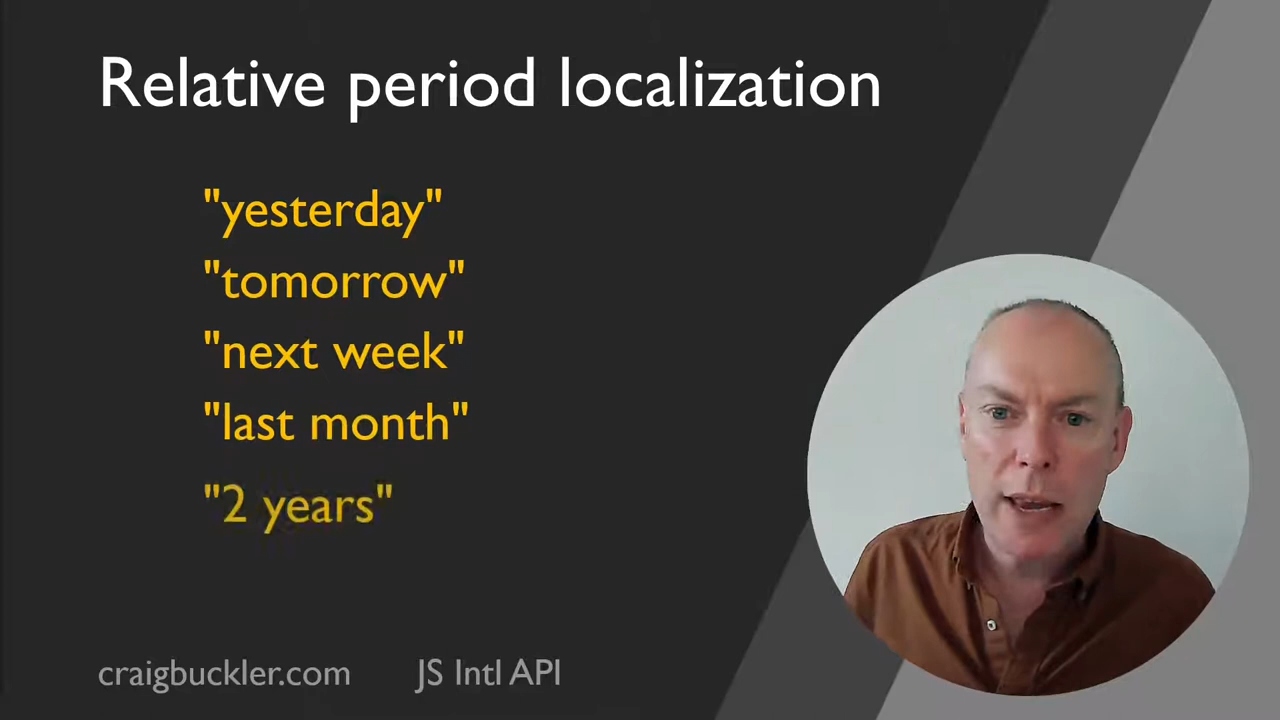 Relative period localization
"yesterday"
"tomorrow"
"next week"
"last month"
"2 years"
craigbuckler.com JS Intl API